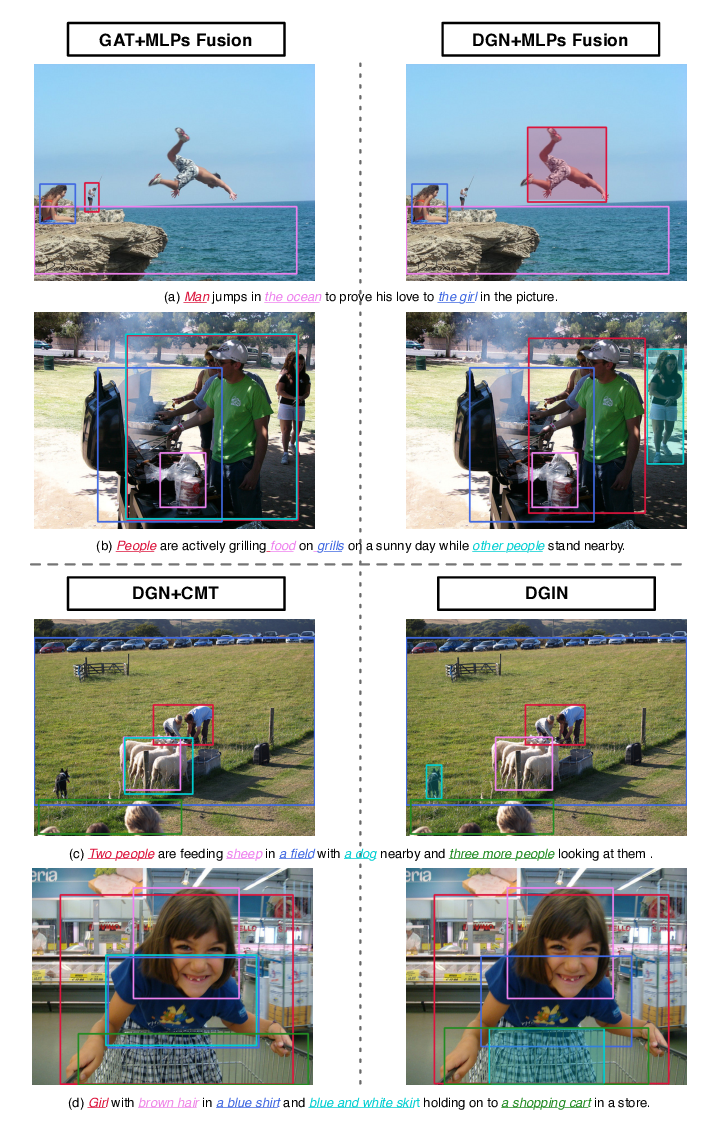 GAT+MLPs Fusion
DGN+MLPs Fusion
(a) Man jumps in the ocean to prove his love to the girl in the picture.
(b) People are actively grilling food on grills on a sunny day while other people stand nearby.
DGN+CMT
DGIN
(c) Two people are feeding sheep in a field with a dog nearby and three more people looking at them .
eria
eria
(d) Girl with brown hair in a blue shirt and blue and white skirt holding on to a shopping cart in a store.